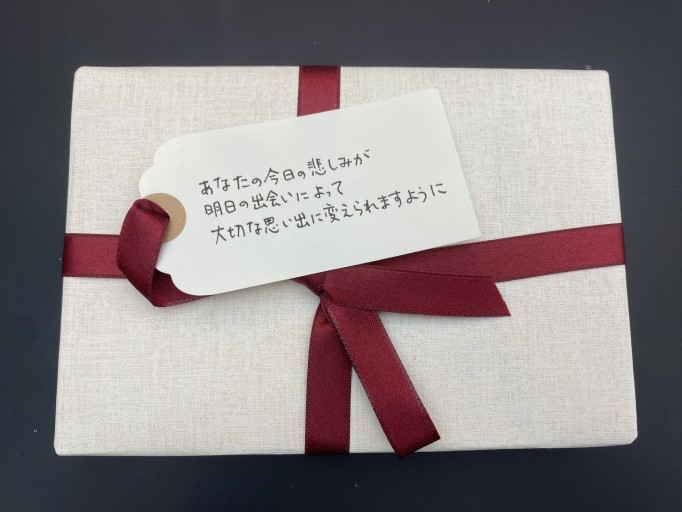 あなたの今日の悲しみが
明日の出会いによって
大切な思い出に変えられますように